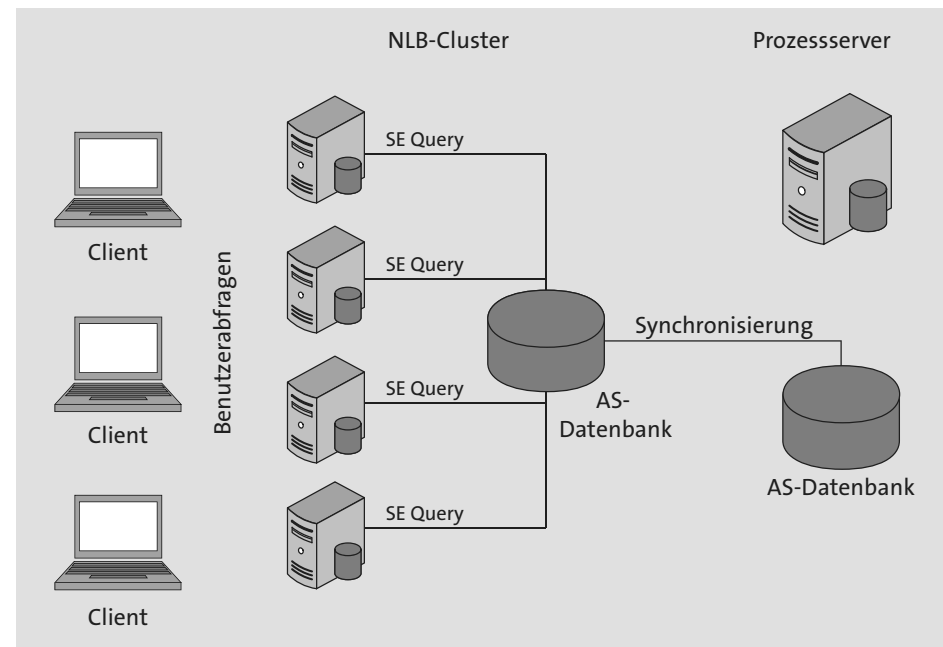 NLB-Cluster
Prozessserver
Client
Client
Client
Benutzerabfragen
SE Query
SE Query
SE Query
SE Query
AS-
Datenbank
Synchronisierung
AS-Datenbank